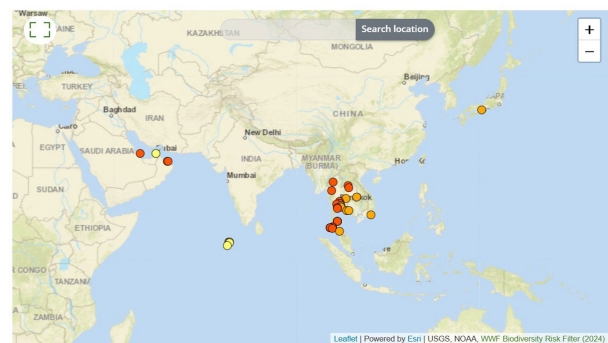 Warsaw
Search location
+
−
KAZAKHSTAN
MONGOLIA
TURKEY
Beijing
Baghdad
IRAN
CHINA
EGYPT
SAUDI ARABIA
New Delhi
INDIA
MYANMAR
(BURMA)
Mumbai
SUDAN
ETHIOPIA
CONGO
TANZANIA
ZAMBIA
Leaflet | Powered by Esri | USGS, NOAA, WWF Biodiversity Risk Filter (2024)